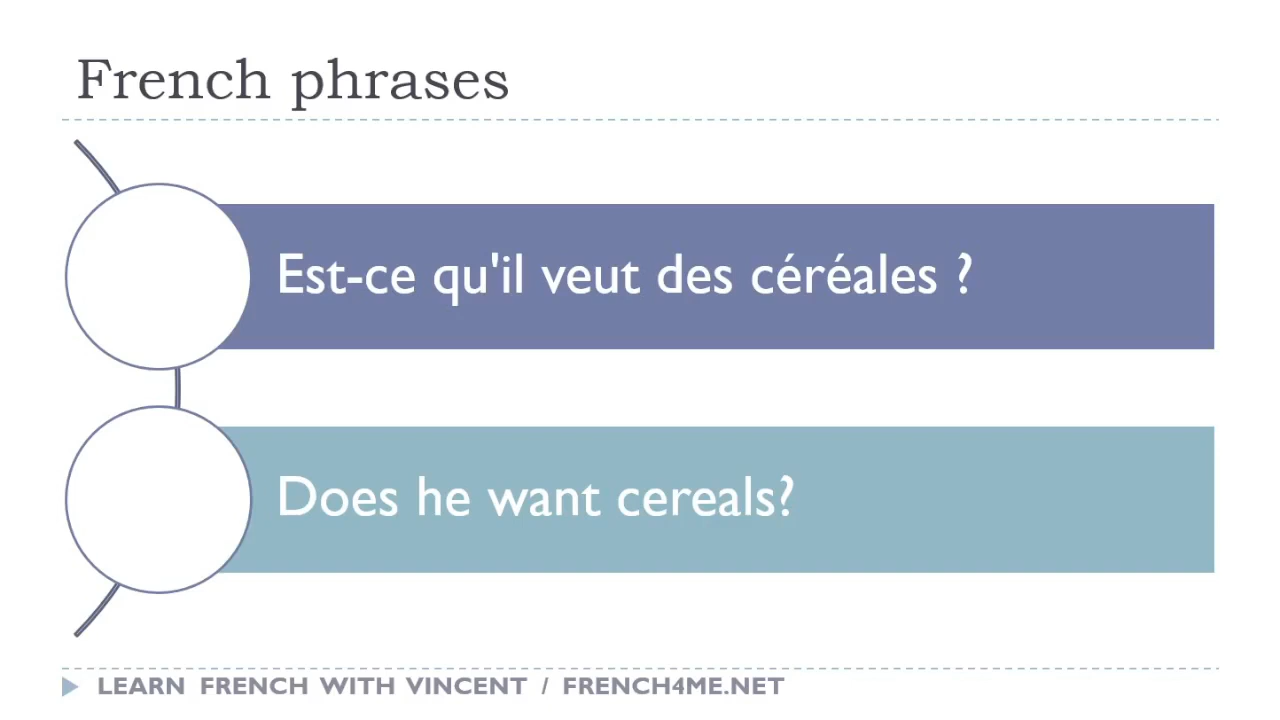 French phrases
Est-ce qu'il veut des céréales ?
Does he want cereals?
LEARN FRENCH WITH VINCENT / FRENCH4ME.NET